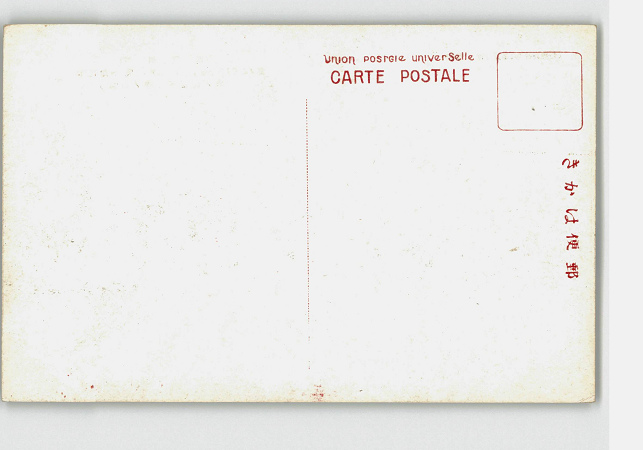 Union postale universelle
CARTE POSTALE
きかは便郵